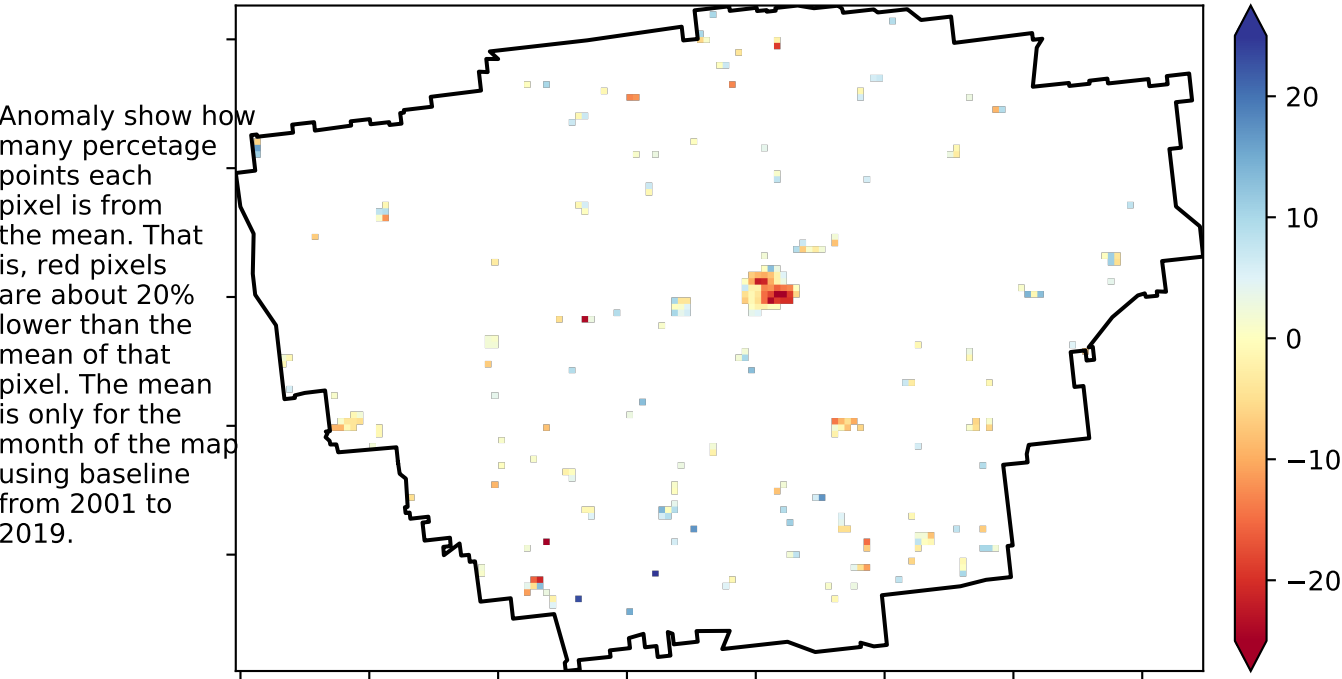 Anomaly show how
many percetage
points each
pixel is from
the mean. That
is, red pixels
are about 20%
lower than the
mean of that
pixel. The mean
is only for the
month of the map
using baseline
from 2001 to
2019.
20
10
0
−10
−20